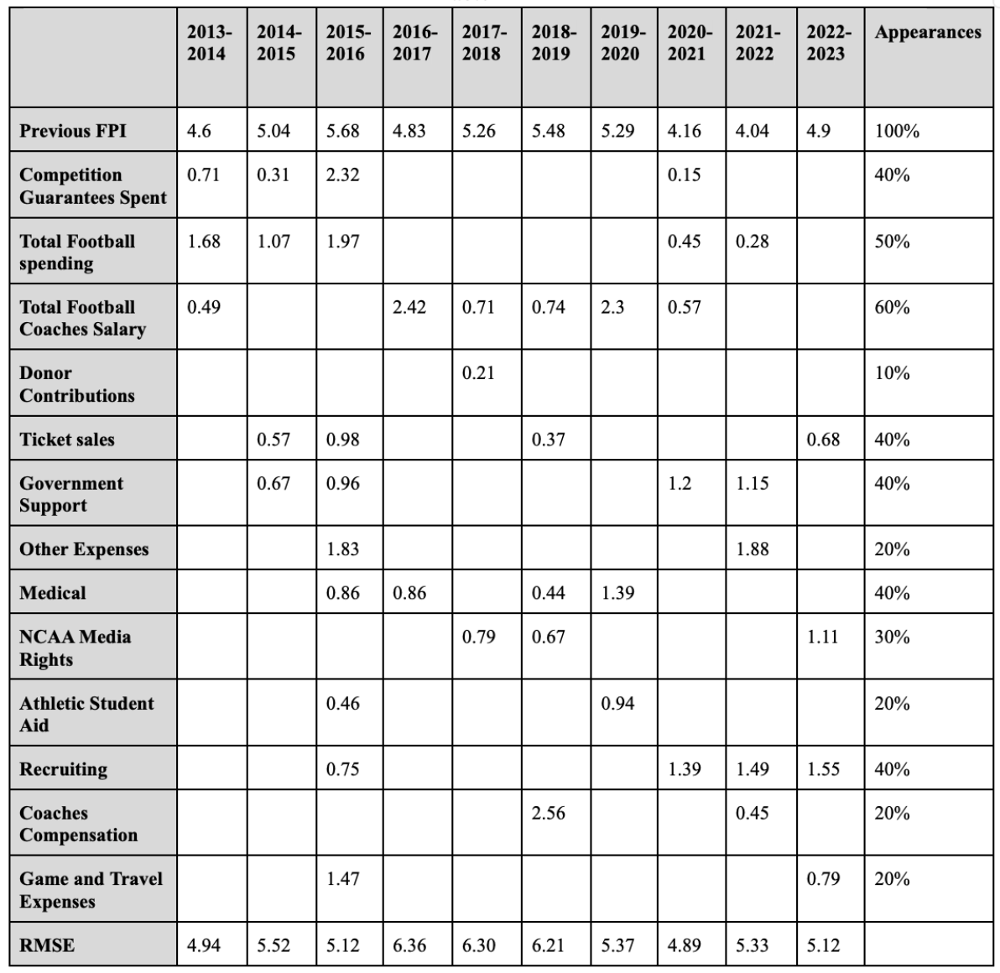 2013- 2014- 2015- 2016- 2017- 2018- 2019- 2020- 2021- 2022- Appearances
2014 2015 2016 2017 2018 2019 2020 2021 2022 2023
Previous FPI 4.6 5.04 5.68 4.83 5.26 5.48 5.29 4.16 4.04 4.9 100%
Competition 0.71 0.31 2.32 0.15 40%
Guarantees Spent
Total Football 1.68 1.07 1.97 0.45 0.28 50%
spending
Total Football 0.49 2.42 0.71 0.74 2.3 0.57 60%
Coaches Salary
Donor 0.21 10%
Contributions
Ticket sales 0.57 0.98 0.37 0.68 40%
Government 0.67 0.96 1.2 1.15 40%
Support
Other Expenses 1.83 1.88 20%
Medical 0.86 0.86 0.44 1.39 40%
NCAA Media 0.79 0.67 1.11 30%
Rights
Athletic Student 0.46 0.94 20%
Aid
Recruiting 0.75 1.39 1.49 1.55 40%
Coaches 2.56 0.45 20%
Compensation
Game and Travel 1.47 0.79 20%
Expenses
RMSE 4.94 5.52 5.12 6.36 6.30 6.21 5.37 4.89 5.33 5.12